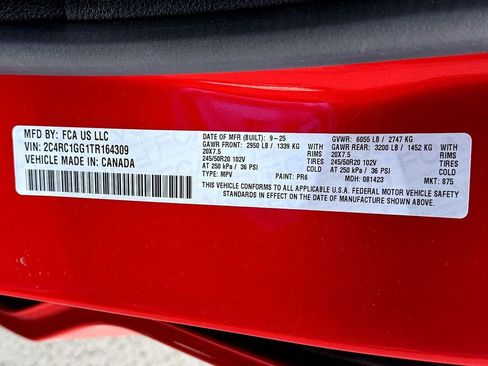 MFD BY: FCA US LLC
VIN: 2C4RC1GG1TR164309
VEHICLE MADE IN: CANADA
DATE OF MFR (BUILT): 9-25
GAWR FRONT: 2950 LB / 1339 KG WITH
20X7.5 RIMS
245/50R20 102V TIRES
AT 250 kPa / 36 PSI COLD
TYPE: MPV PAINT: PR6
GVWR: 6055 LB / 2747 KG
GAWR REAR: 3200 LB / 1452 KG WITH
20X7.5 RIMS
245/50R20 102V TIRES
AT 250 kPa / 36 PSI COLD
MDH: 081423 MKT: 875
THIS VEHICLE CONFORMS TO ALL APPLICABLE U.S.A. FEDERAL MOTOR VEHICLE SAFETY
STANDARDS IN EFFECT ON THE DATE OF MANUFACTURE SHOWN ABOVE.